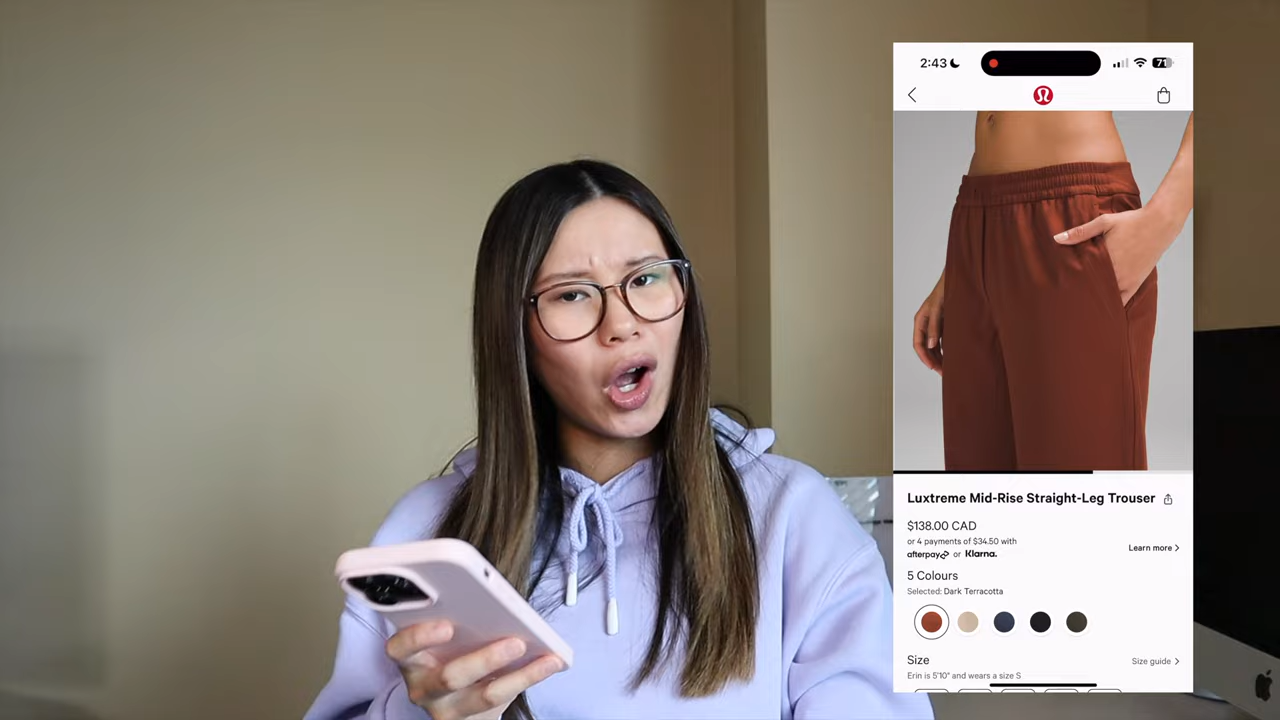 2:43
71
Luxtreme Mid-Rise Straight-Leg Trouser
$138.00 CAD
or 4 payments of $34.50 with
afterpay or Klarna.
Learn more >
5 Colours
Selected: Dark Terracotta
Size
Size guide >
Erin is 5'10" and wears a size S